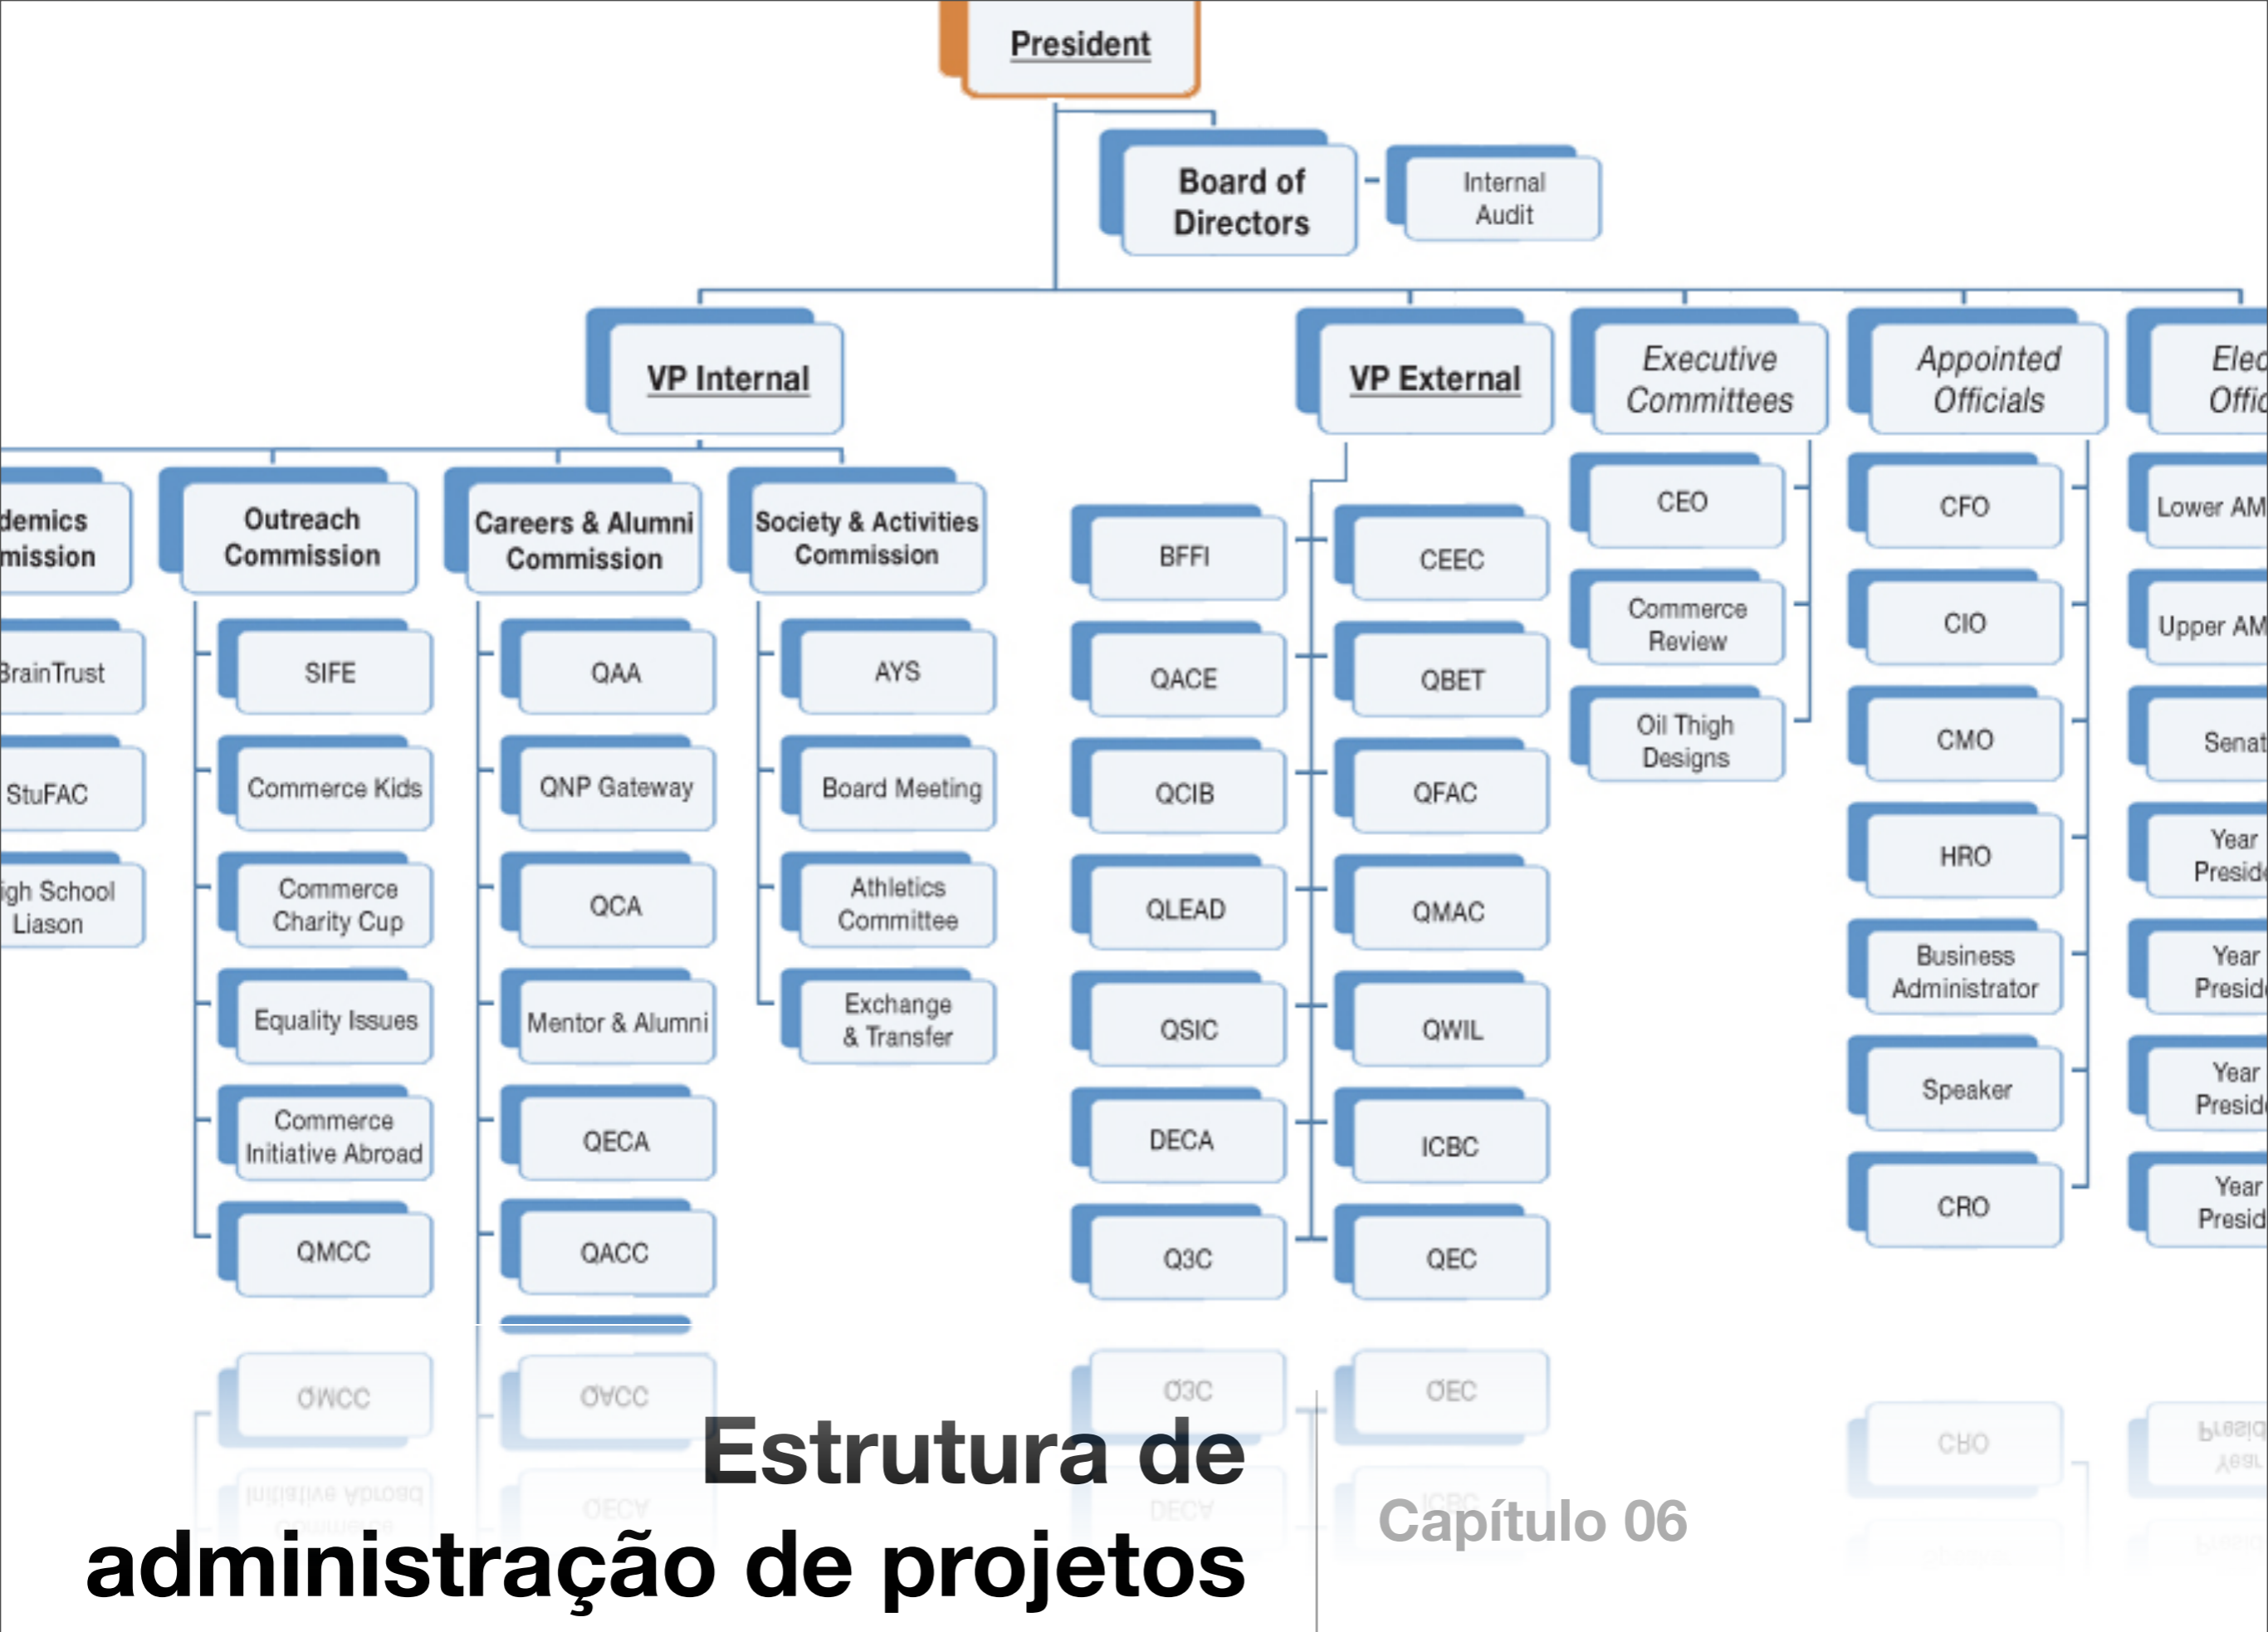 President
Board of
Directors
Internal
Audit
VP Internal
VP External
Executive
Committees
Appointed
Officials
Outreach
Commission
Careers & Alumni
Commission
Society & Activities
Commission
BrainTrust
StuFAC
School
Liason
SIFE
Commerce Kids
Commerce
Charity Cup
Equality Issues
Commerce
Initiative Abroad
QMCC
QAA
QNP Gateway
QCA
Mentor & Alumni
QECA
QACC
AYS
Board Meeting
Athletics
Committee
Exchange
& Transfer
BFFI
QACE
QCIB
QLEAD
QSIC
DECA
Q3C
CEEC
QBET
QFAC
QMAC
QWIL
ICBC
QEC
CEO
Commerce
Review
Oil Thigh
Designs
CFO
CIO
CMO
HRO
Business
Administrator
Speaker
CRO
Lower
Upper
Year
Year
Year
Year
Estrutura de
administração de projetos
Capítulo 06